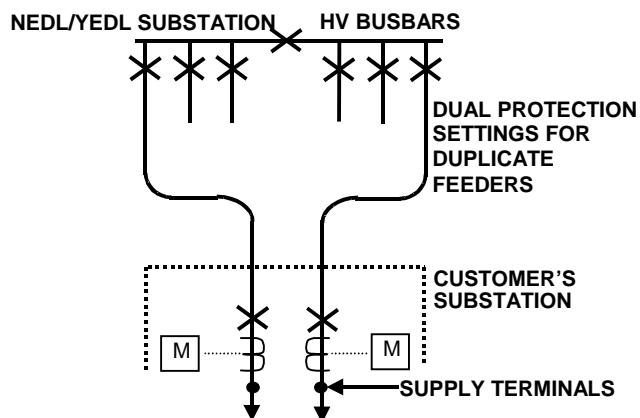 NEDL/YEDL SUBSTATION
HV BUSBARS
DUAL PROTECTION
SETTINGS FOR
DUPLICATE
FEEDERS
CUSTOMER’S
SUBSTATION
M
M
SUPPLY TERMINALS